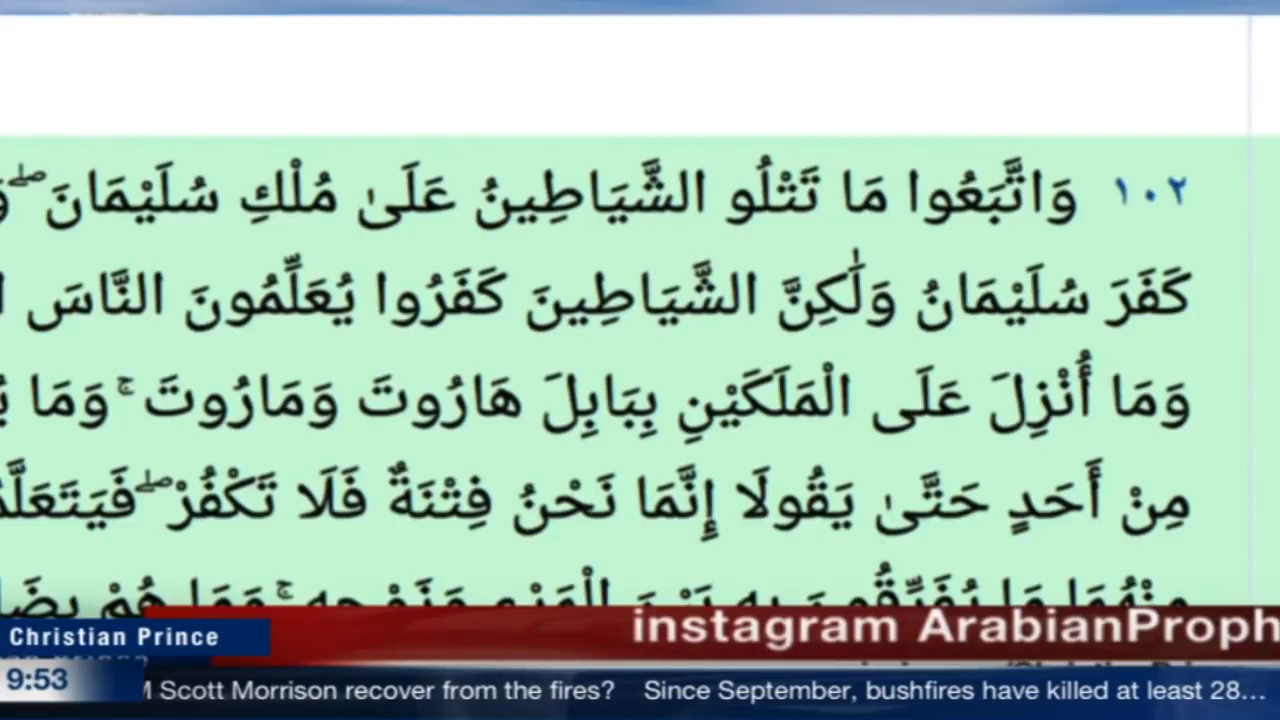 ١٠٢ وَاتَّبَعُوا مَا تَتْلُو الشَّيَاطِينُ عَلَىٰ مُلْكِ سُلَيْمَانَ ۖ
كَفَرَ سُلَيْمَانُ وَلَٰكِنَّ الشَّيَاطِينَ كَفَرُوا يُعَلِّمُونَ النَّاسَ
وَمَا أُنْزِلَ عَلَى الْمَلَكَيْنِ بِبَابِلَ هَارُوتَ وَمَارُوتَ ۚ وَمَا
مِنْ أَحَدٍ حَتَّىٰ يَقُولَا إِنَّمَا نَحْنُ فِتْنَةٌ فَلَا تَكْفُرْ ۖ
مِنْهُمَا مَا يُفَرِّقُونَ بِهِ بَيْنَ الْمَرْءِ وَزَوْجِهِ ۚ وَمَا هُمْ
instagram ArabianProph
Christian Prince
9:53
M Scott Morrison recover from the fires? Since September, bushfires have killed at least 28...